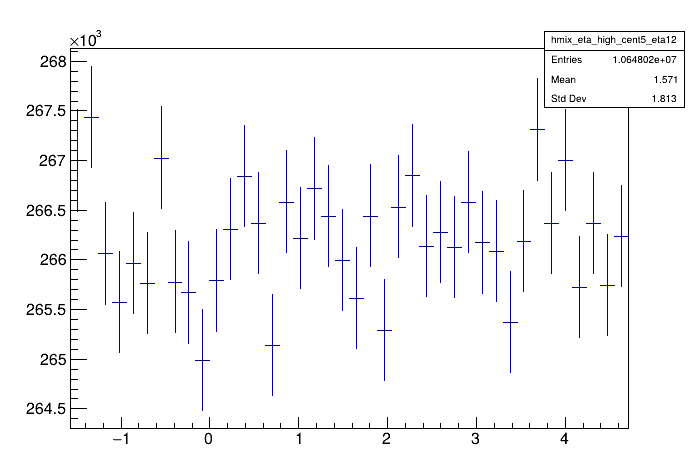 ×10³
hmix_eta_high_cent5_eta12
Entries 1.064802e+07
Mean 1.571
Std Dev 1.813
268
267.5
267
266.5
266
265.5
265
264.5
−1 0 1 2 3 4